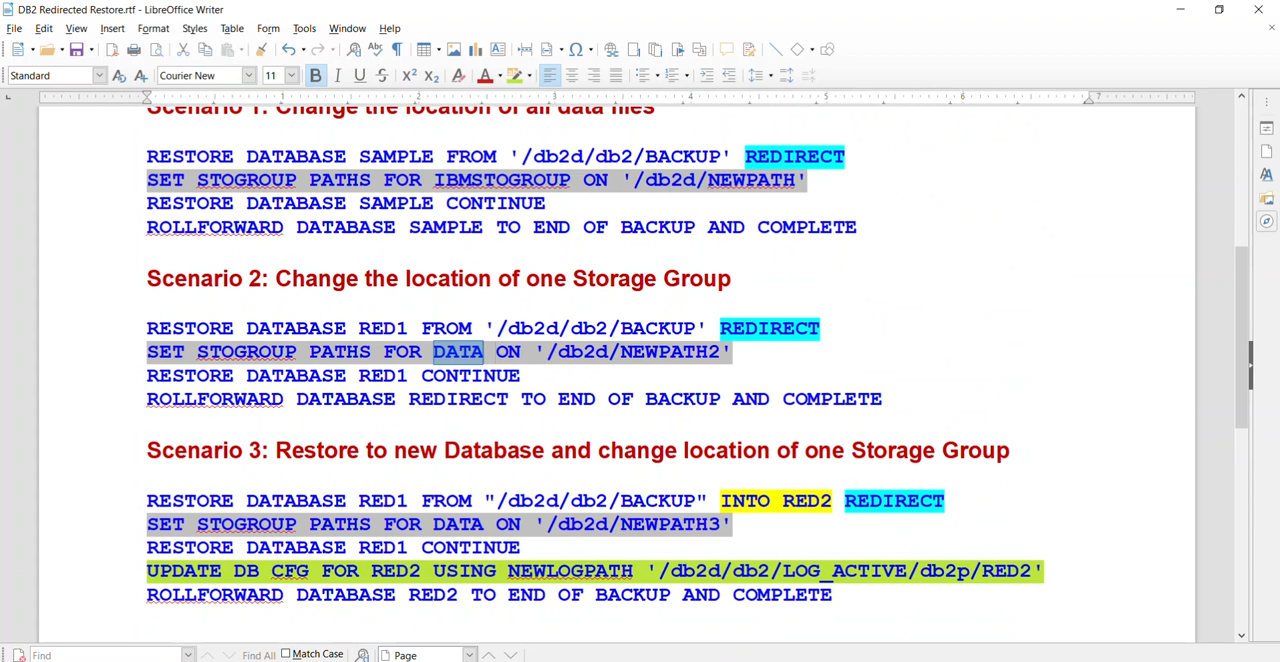 DB2 Redirected Restore.rtf - LibreOffice Writer
File Edit View Insert Format Styles Table Form Tools Window Help
Standard Courier New 11
1 2 3 4 5 6 7
Scenario 1: Change the location of all data files
RESTORE DATABASE SAMPLE FROM '/db2d/db2/BACKUP' REDIRECT
SET STOGROUP PATHS FOR IBMSTOGROUP ON '/db2d/NEWPATH'
RESTORE DATABASE SAMPLE CONTINUE
ROLLFORWARD DATABASE SAMPLE TO END OF BACKUP AND COMPLETE
Scenario 2: Change the location of one Storage Group
RESTORE DATABASE RED1 FROM '/db2d/db2/BACKUP' REDIRECT
SET STOGROUP PATHS FOR DATA ON '/db2d/NEWPATH2'
RESTORE DATABASE RED1 CONTINUE
ROLLFORWARD DATABASE REDIRECT TO END OF BACKUP AND COMPLETE
Scenario 3: Restore to new Database and change location of one Storage Group
RESTORE DATABASE RED1 FROM "/db2d/db2/BACKUP" INTO RED2 REDIRECT
SET STOGROUP PATHS FOR DATA ON '/db2d/NEWPATH3'
RESTORE DATABASE RED1 CONTINUE
UPDATE DB CFG FOR RED2 USING NEWLOGPATH '/db2d/db2/LOG_ACTIVE/db2p/RED2'
ROLLFORWARD DATABASE RED2 TO END OF BACKUP AND COMPLETE
Find Find All Match Case Page